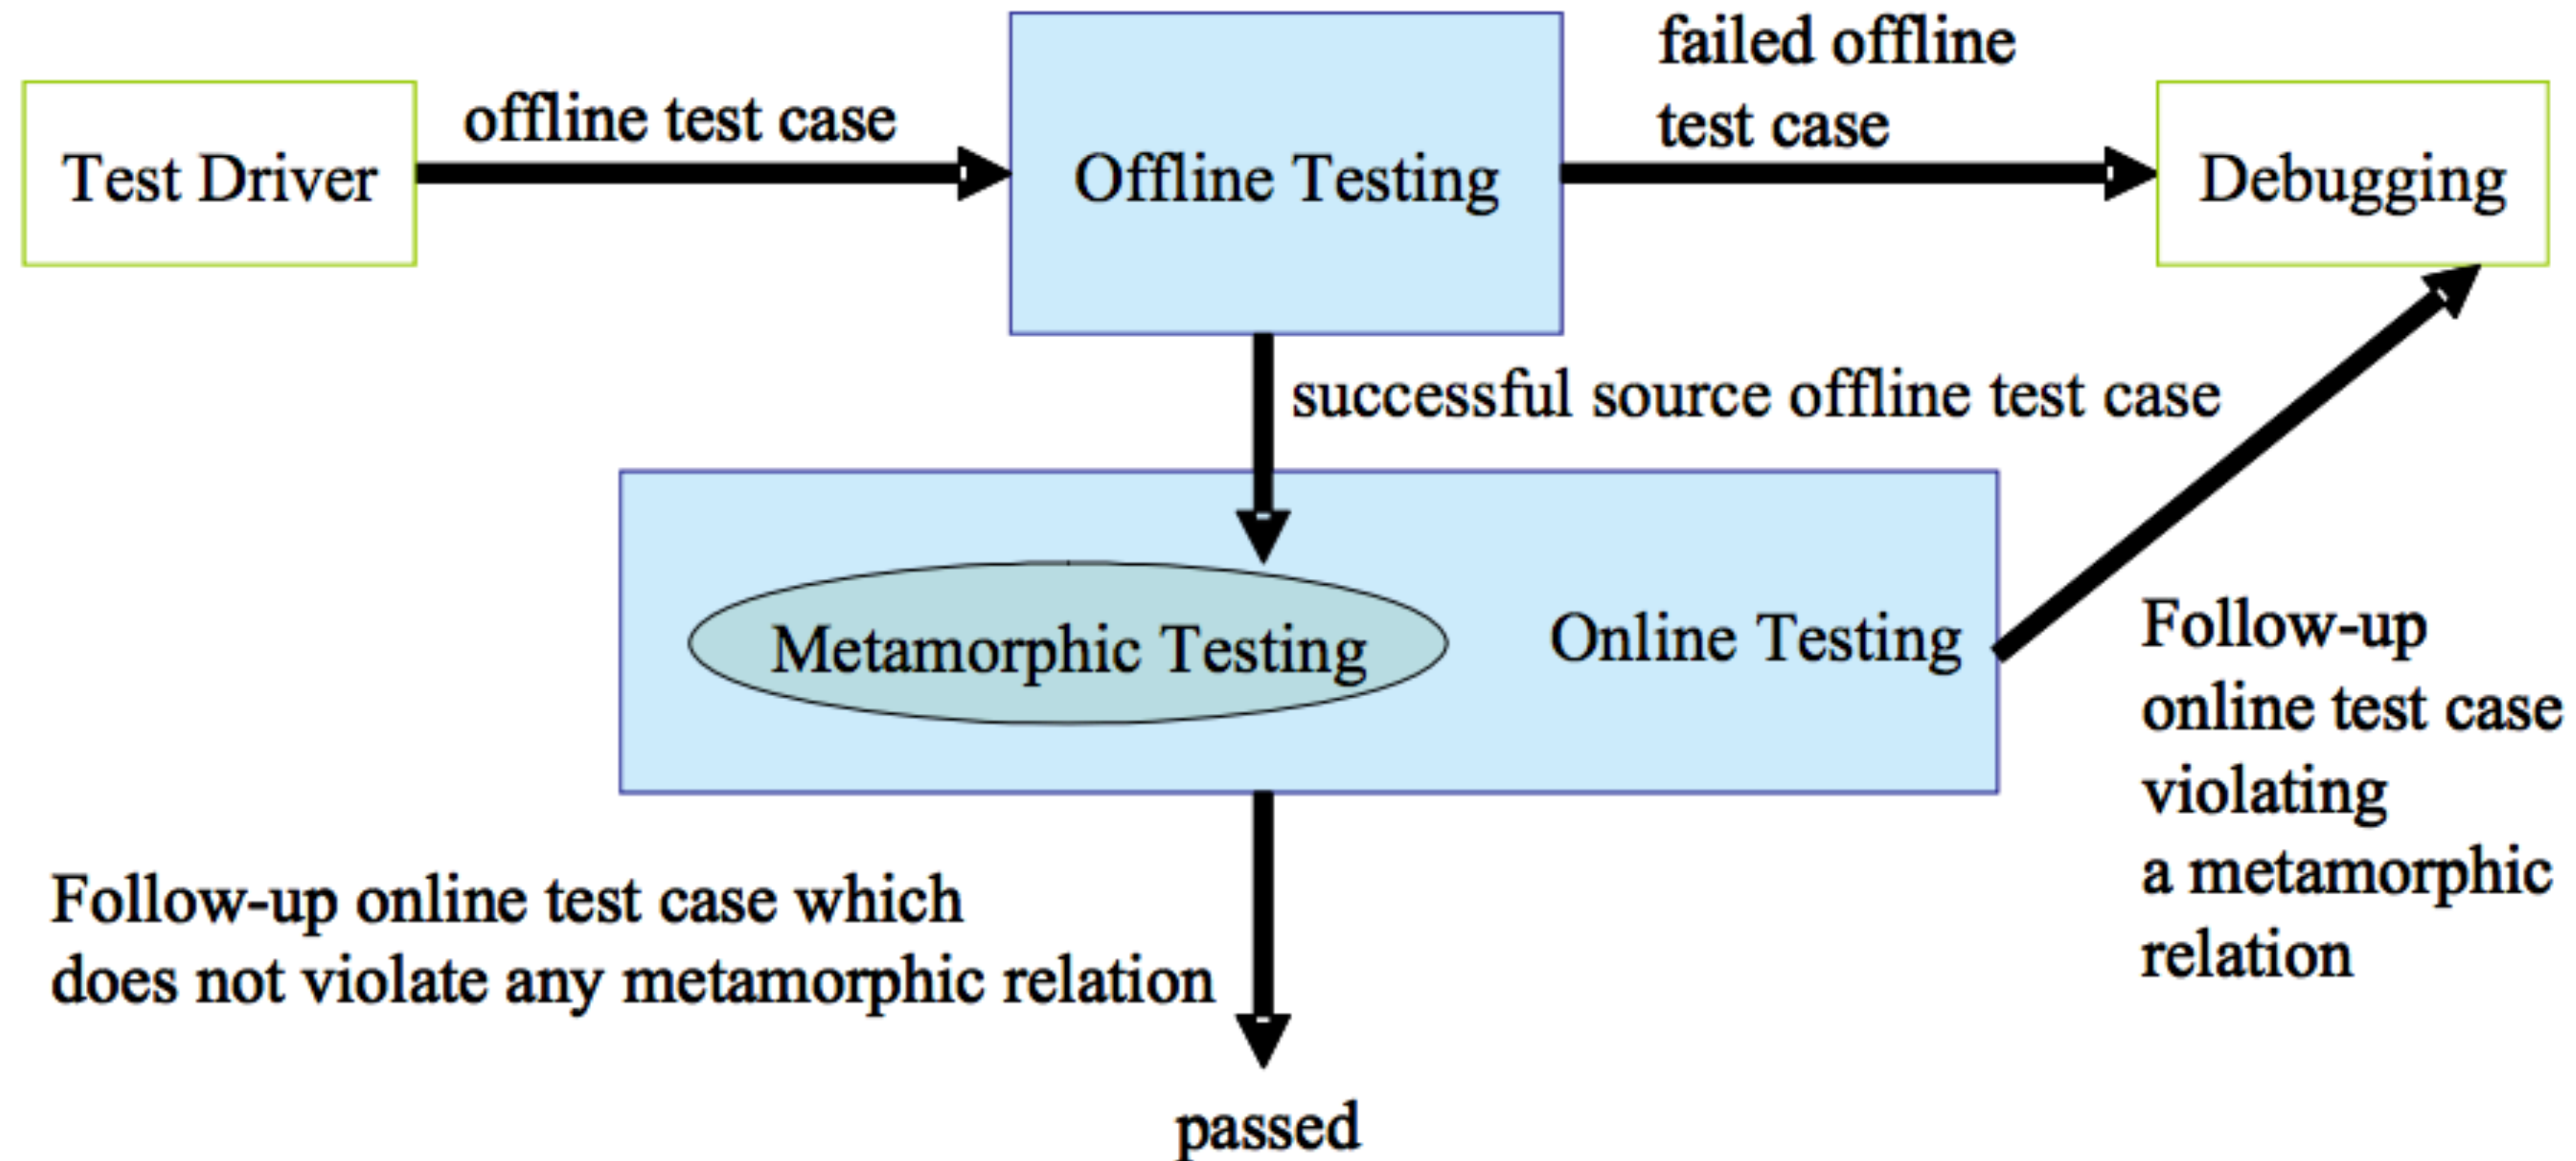 Test Driver
offline test case
Offline Testing
failed offline
test case
Debugging
successful source offline test case
Metamorphic Testing
Online Testing
Follow-up
online test case
violating
a metamorphic
relation
Follow-up online test case which
does not violate any metamorphic relation
passed